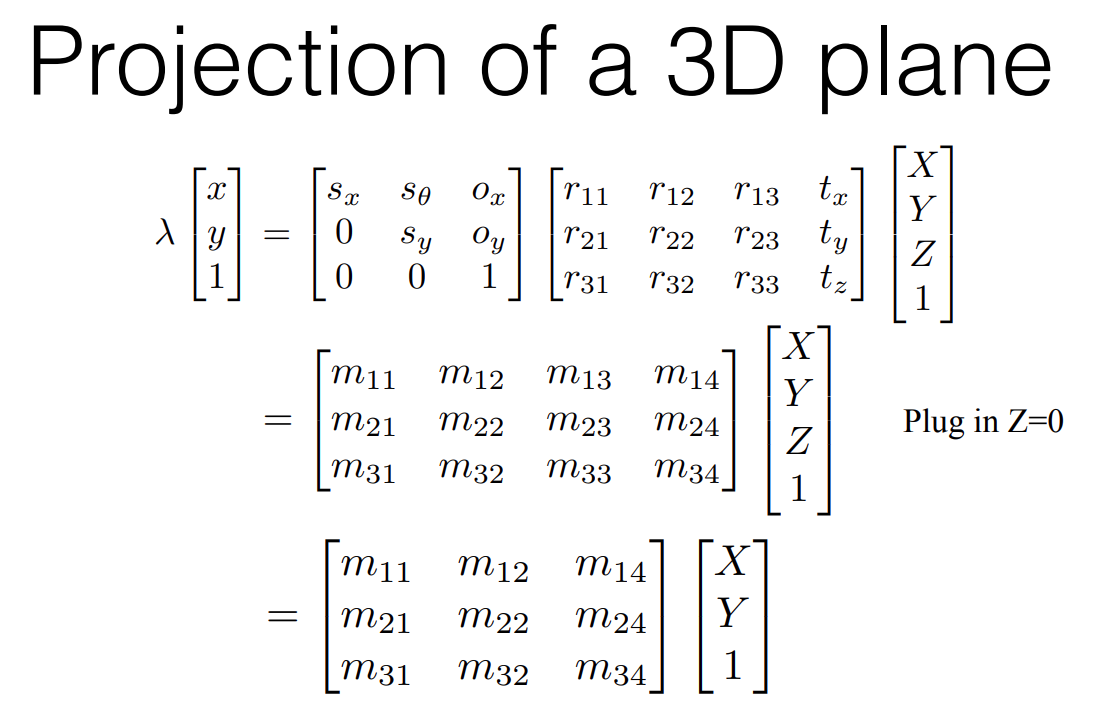 Projection of a 3D plane
$$\lambda \begin{bmatrix} x \\ y \\ 1 \end{bmatrix} = \begin{bmatrix} s_x & s_\theta & o_x \\ 0 & s_y & o_y \\ 0 & 0 & 1 \end{bmatrix} \begin{bmatrix} r_{11} & r_{12} & r_{13} & t_x \\ r_{21} & r_{22} & r_{23} & t_y \\ r_{31} & r_{32} & r_{33} & t_z \end{bmatrix} \begin{bmatrix} X \\ Y \\ Z \\ 1 \end{bmatrix}$$
$$= \begin{bmatrix} m_{11} & m_{12} & m_{13} & m_{14} \\ m_{21} & m_{22} & m_{23} & m_{24} \\ m_{31} & m_{32} & m_{33} & m_{34} \end{bmatrix} \begin{bmatrix} X \\ Y \\ Z \\ 1 \end{bmatrix}$$ Plug in Z=0
$$= \begin{bmatrix} m_{11} & m_{12} & m_{14} \\ m_{21} & m_{22} & m_{24} \\ m_{31} & m_{32} & m_{34} \end{bmatrix} \begin{bmatrix} X \\ Y \\ 1 \end{bmatrix}$$